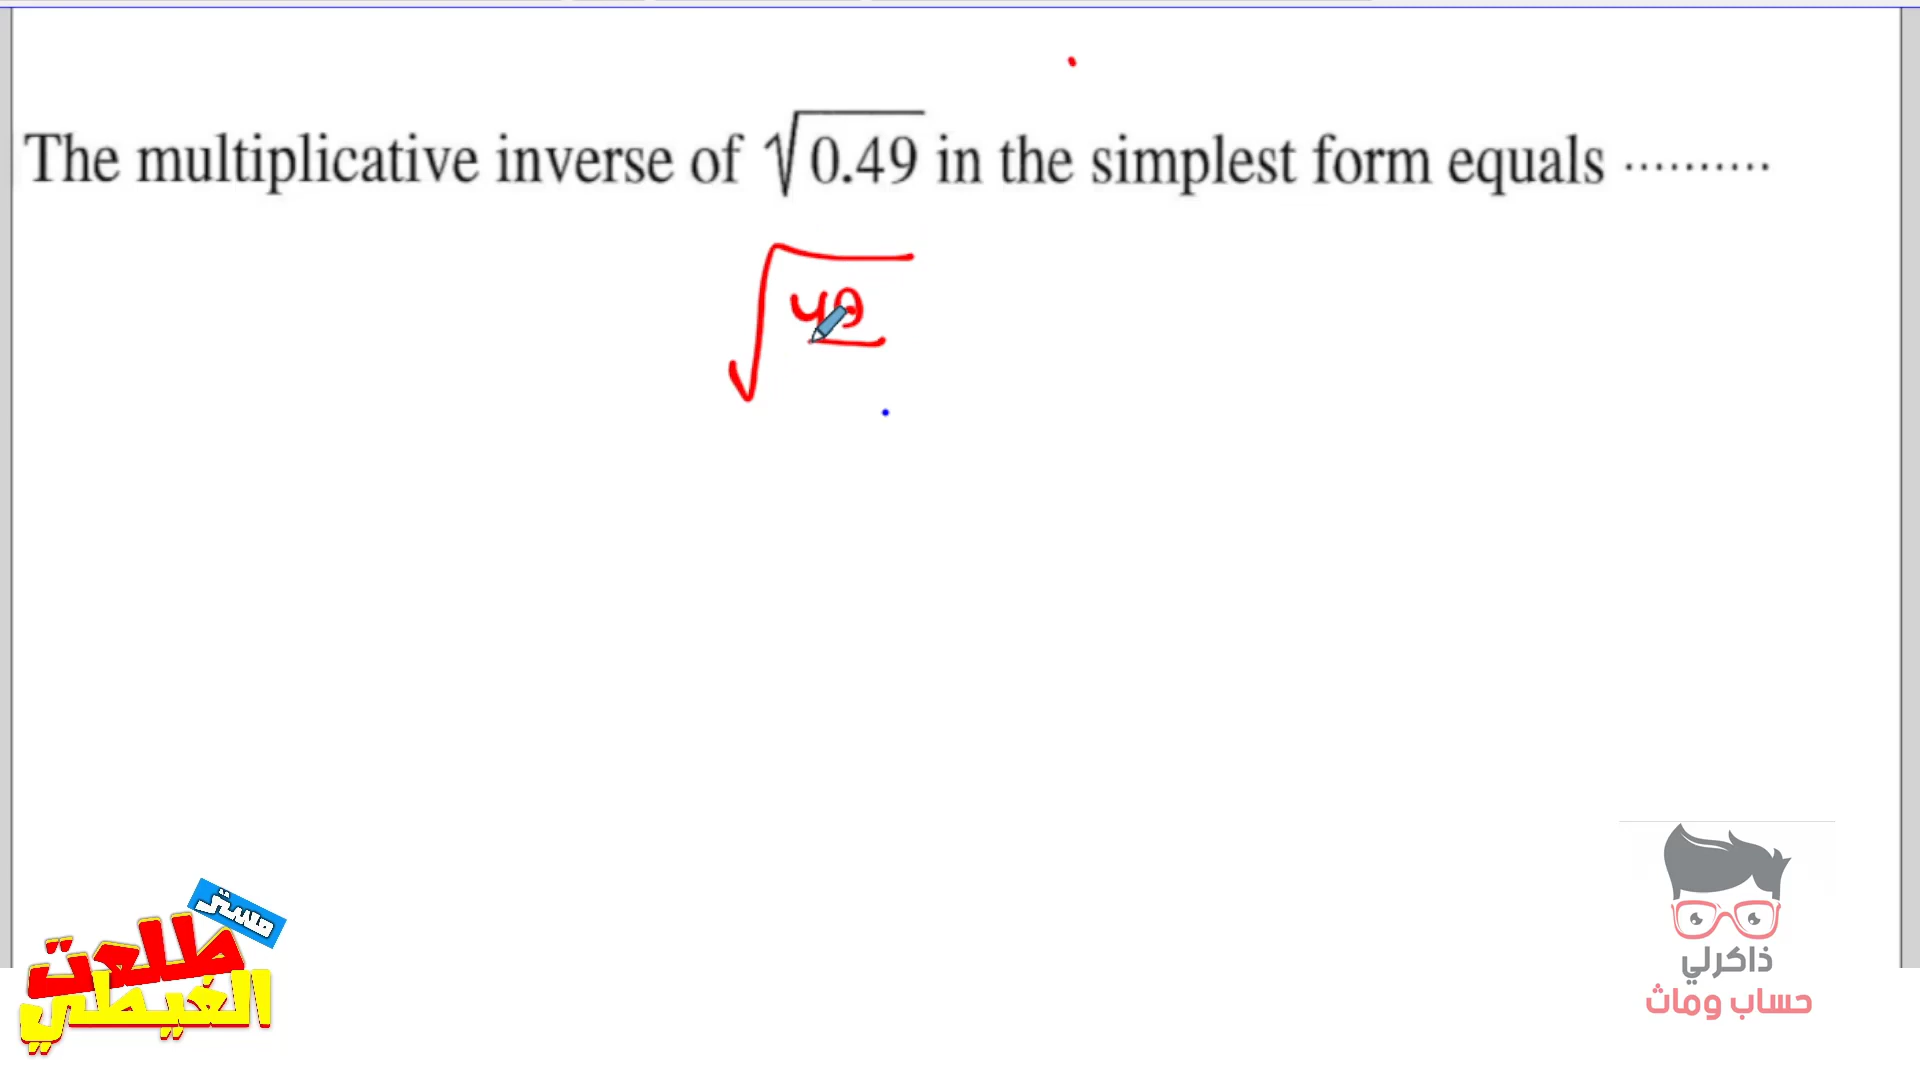 The multiplicative inverse of √0.49 in the simplest form equals ··········
√49
مستر
طلعت
الغيطي
ذاكرلي
حساب وماث